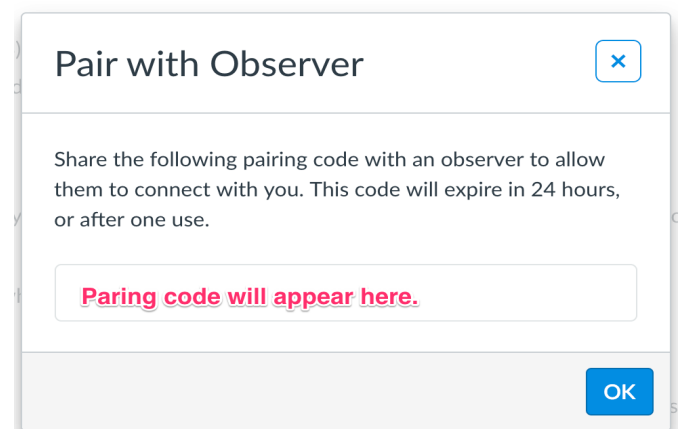 Pair with Observer
Share the following pairing code with an observer to allow
them to connect with you. This code will expire in 24 hours,
or after one use.
Paring code will appear here.
OK